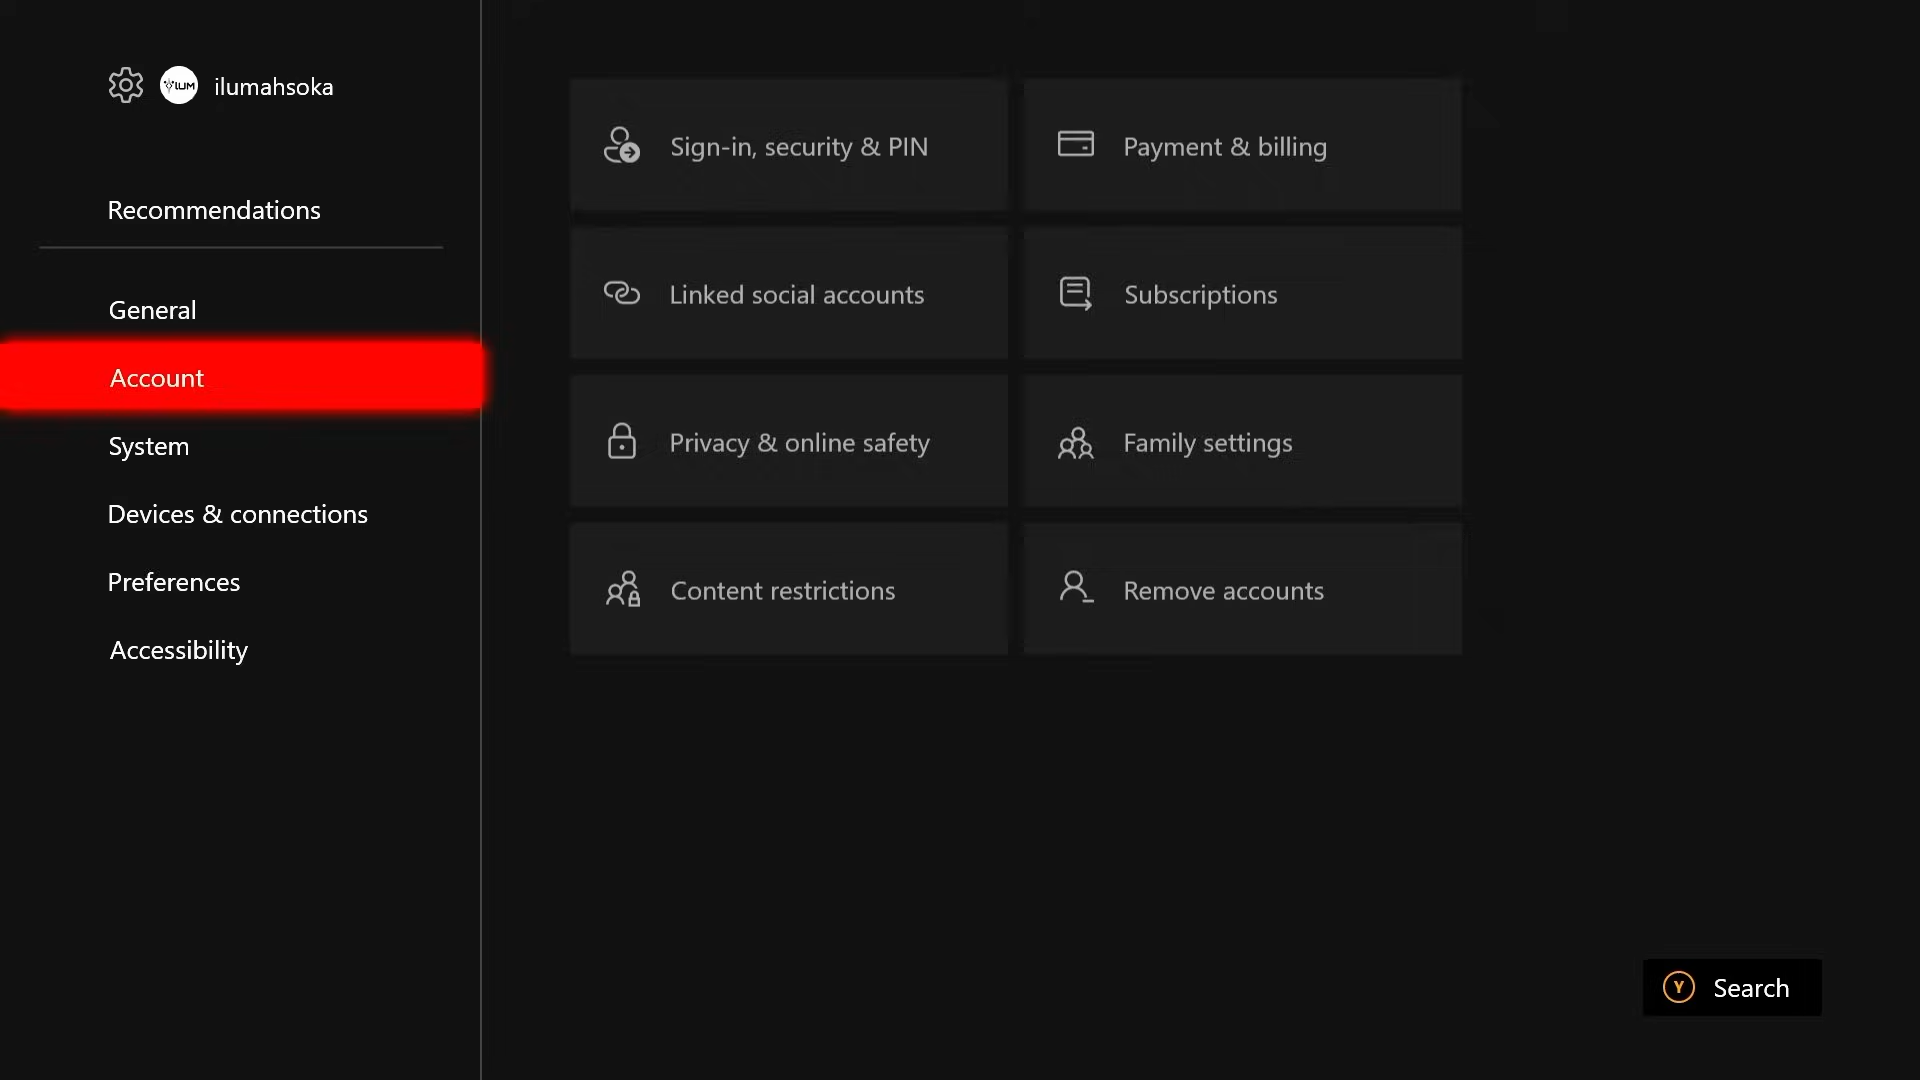 ILUM
ilumahsoka
Recommendations
General
Account
System
Devices & connections
Preferences
Accessibility
Sign-in, security & PIN
Payment & billing
Linked social accounts
Subscriptions
Privacy & online safety
Family settings
Content restrictions
Remove accounts
Y Search